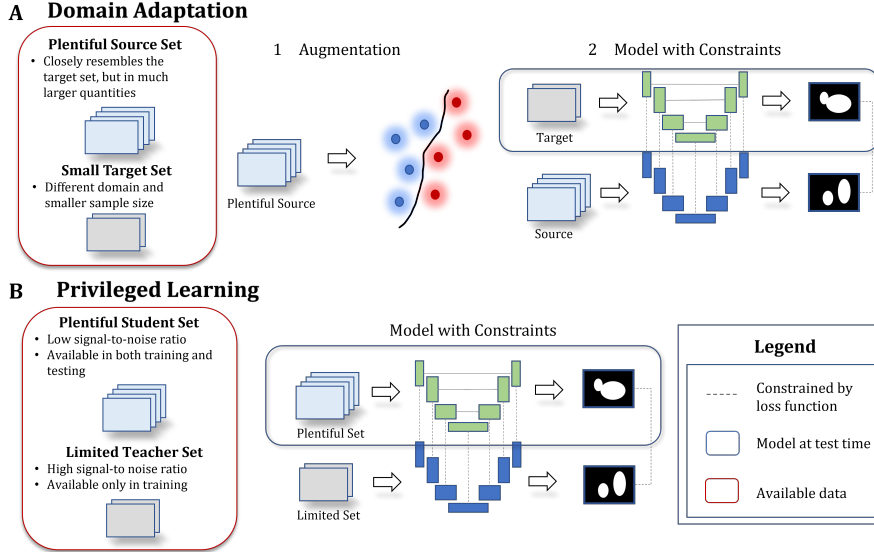 A Domain Adaptation
Plentiful Source Set
• Closely resembles the
target set, but in much
larger quantities
Small Target Set
• Different domain and
smaller sample size
1 Augmentation
Plentiful Source
2 Model with Constraints
Target
Source
B Privileged Learning
Plentiful Student Set
• Low signal-to-noise ratio
• Available in both training and
testing
Limited Teacher Set
• High signal-to noise ratio
• Available only in training
Model with Constraints
Plentiful Set
Limited Set
Legend
Constrained by
loss function
Model at test time
Available data